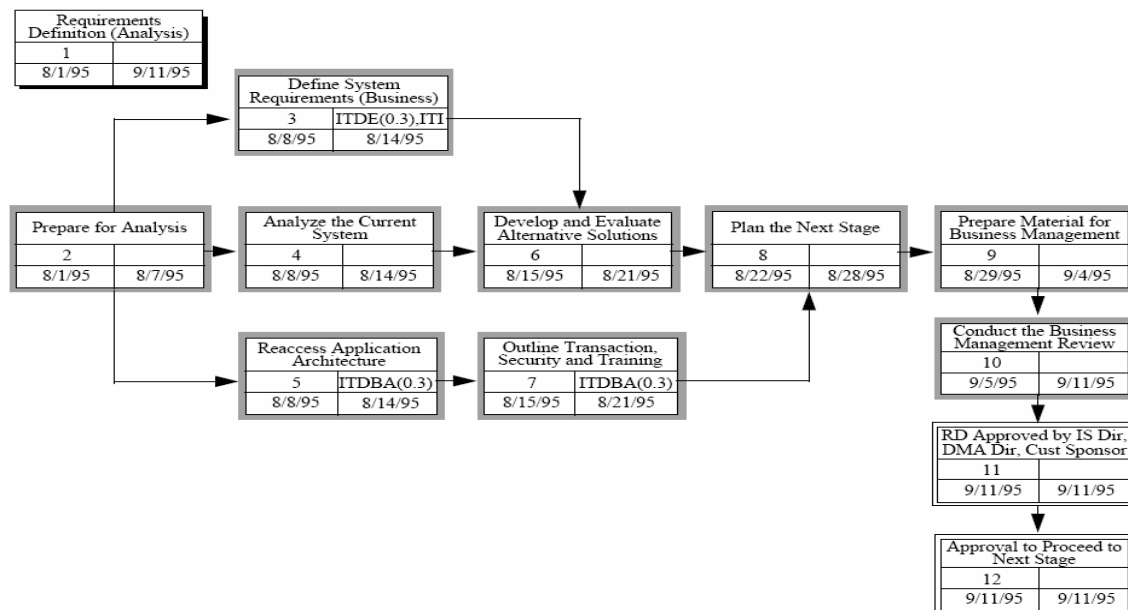 Requirements
Definition (Analysis)
1
8/1/95 9/11/95
Define System
Requirements (Business)
3 ITDE(0.3),ITI
8/8/95 8/14/95
Prepare for Analysis
2
8/1/95 8/7/95
Analyze the Current
System
4
8/8/95 8/14/95
Develop and Evaluate
Alternative Solutions
6
8/15/95 8/21/95
Plan the Next Stage
8
8/22/95 8/28/95
Prepare Material for
Business Management
9
8/29/95 9/4/95
Reaccess Application
Architecture
5 ITDBA(0.3)
8/8/95 8/14/95
Outline Transaction,
Security and Training
7 ITDBA(0.3)
8/15/95 8/21/95
Conduct the Business
Management Review
10
9/5/95 9/11/95
RD Approved by IS Dir,
DMA Dir, Cust Sponsor
11
9/11/95 9/11/95
Approval to Proceed to
Next Stage
12
9/11/95 9/11/95